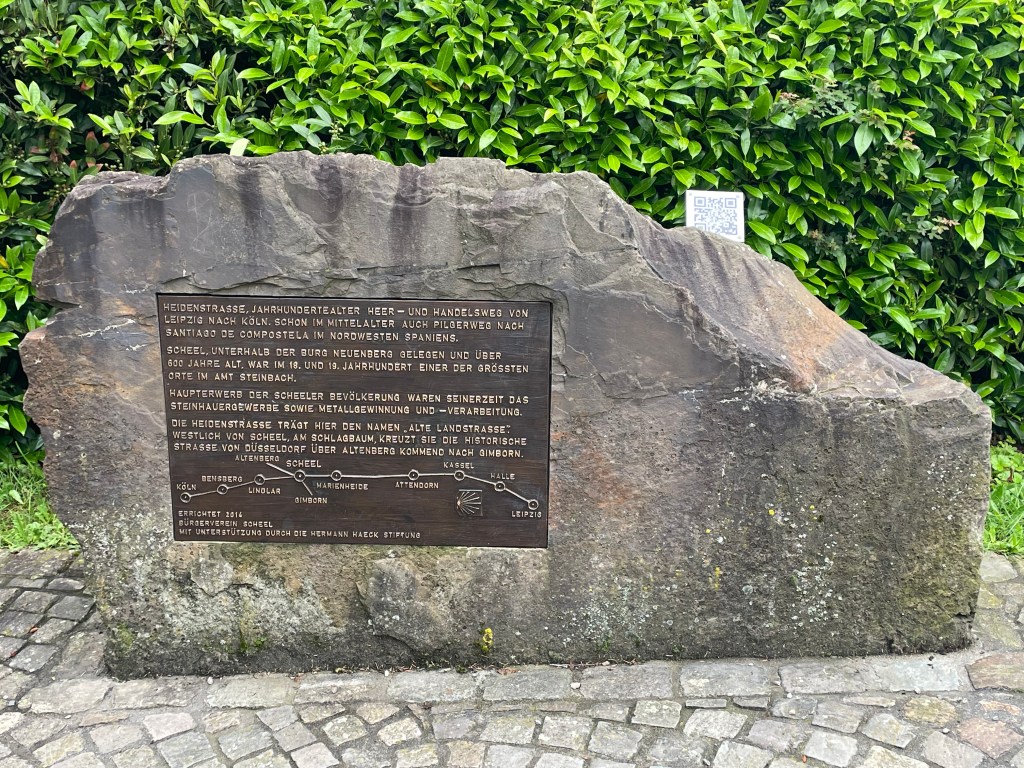 HEIDENSTRASSE, JAHRHUNDERTEALTER HEER – UND HANDELSWEG VON
LEIPZIG NACH KÖLN. SCHON IM MITTELALTER AUCH PILGERWEG NACH
SANTIAGO DE COMPOSTELA IM NORDWESTEN SPANIENS.
SCHEEL, UNTERHALB DER BURG NEUENBERG GELEGEN UND ÜBER
600 JAHRE ALT, WAR IM 18. UND 19. JAHRHUNDERT EINER DER GRÖSSTEN
ORTE IM AMT STEINBACH.
HAUPTERWERB DER SCHEELER BEVÖLKERUNG WAREN SEINERZEIT DAS
STEINHAUERGEWERBE SOWIE METALLGEWINNUNG UND –VERARBEITUNG.
DIE HEIDENSTRASSE TRÄGT HIER DEN NAMEN „ALTE LANDSTRASSE".
WESTLICH VON SCHEEL, AM SCHLAGBAUM, KREUZT SIE DIE HISTORISCHE
STRASSE VON DÜSSELDORF ÜBER ALTENBERG KOMMEND NACH GIMBORN.
ALTENBERG
SCHEEL
KASSEL
KÖLN
BENSBERG
LINDLAR
GIMBORN
MARIENHEIDE
ATTENDORN
HALLE
LEIPZIG
ERRICHTET 2014
BÜRGERVEREIN SCHEEL
MIT UNTERSTÜTZUNG DURCH DIE HERMANN HAECK STIFTUNG